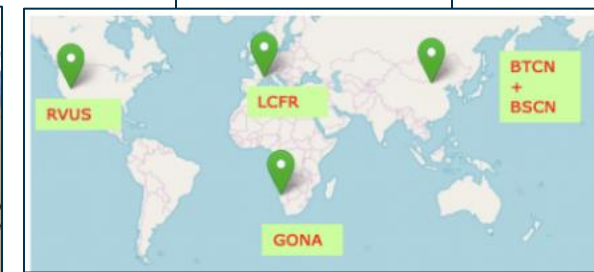 RVUS
LCFR
BTCN
+
BSCN
GONA